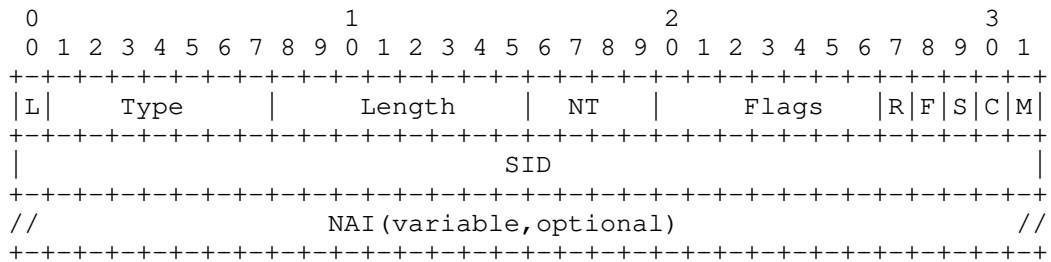 0                   1                   2                   3
 0 1 2 3 4 5 6 7 8 9 0 1 2 3 4 5 6 7 8 9 0 1 2 3 4 5 6 7 8 9 0 1
+-+-+-+-+-+-+-+-+-+-+-+-+-+-+-+-+-+-+-+-+-+-+-+-+-+-+-+-+-+-+-+-+
|L|    Type     |     Length    |  NT   |     Flags     |R|F|S|C|M|
+-+-+-+-+-+-+-+-+-+-+-+-+-+-+-+-+-+-+-+-+-+-+-+-+-+-+-+-+-+-+-+-+
|                              SID                              |
+-+-+-+-+-+-+-+-+-+-+-+-+-+-+-+-+-+-+-+-+-+-+-+-+-+-+-+-+-+-+-+-+
//                  NAI(variable,optional)                     //
+-+-+-+-+-+-+-+-+-+-+-+-+-+-+-+-+-+-+-+-+-+-+-+-+-+-+-+-+-+-+-+-+